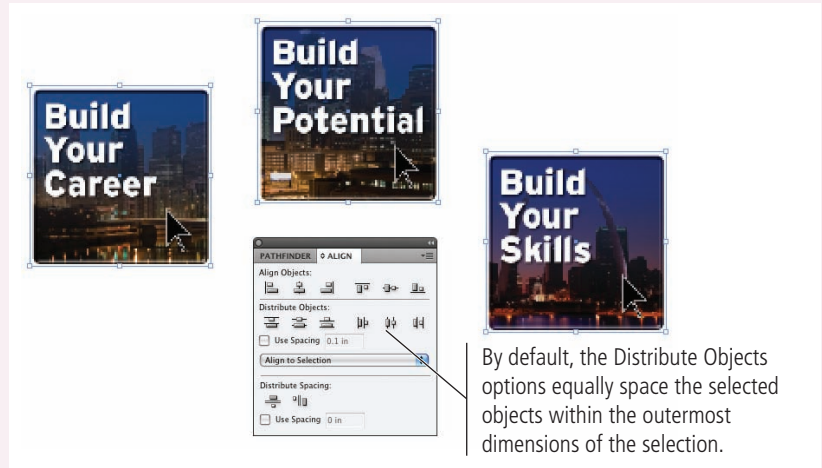 Build
Your
Career
Build
Your
Potential
Build
Your
Skills
PATHFINDER
ALIGN
Align Objects:
Distribute Objects:
Use Spacing 0.1 in
Align to Selection
Distribute Spacing:
Use Spacing 0 in
By default, the Distribute Objects
options equally space the selected
objects within the outermost
dimensions of the selection.